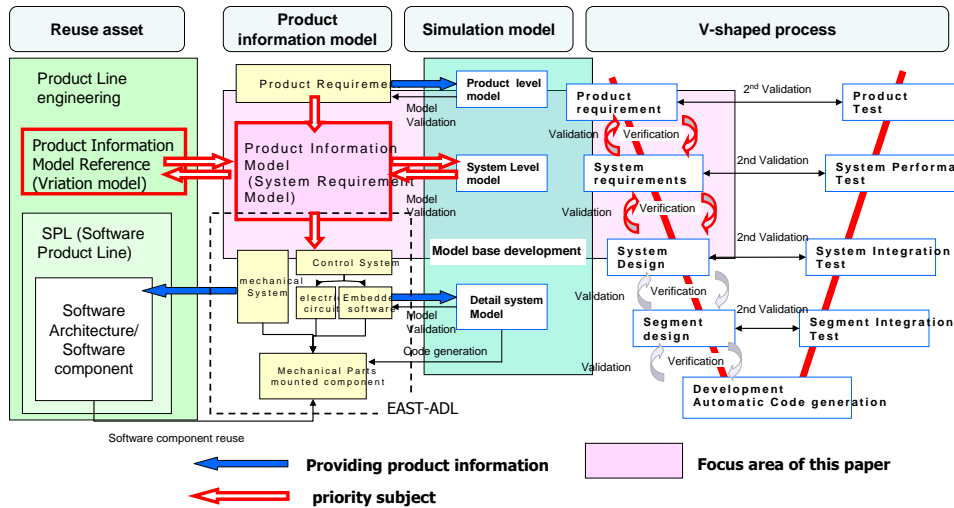 Reuse asset
Product
information model
Simulation model
V-shaped process
Product Line
engineering
Product Information
Model Reference
(Vriation model)
SPL (Software
Product Line)
Software
Architecture/
Software
component
Software component reuse
Product Requirement
Product Information
Model
(System Requirement
Model)
Control System
mechanical
System
electric
circuit
Embedded
software
Mechanical Parts
mounted component
EAST-ADL
Product level
model
Model
Validation
System Level
model
Model
Validation
Model base development
Detail system
Model
Model
Validation
Code generation
Product
requirement
2nd Validation
Product
Test
Validation
Verification
System
requirements
2nd Validation
System Performa
Test
Validation
Verification
System
Design
2nd Validation
System Integration
Test
Validation
Verification
Segment
design
2nd Validation
Segment Integration
Test
Validation
Verification
Development
Automatic Code generation
Providing product information
priority subject
Focus area of this paper